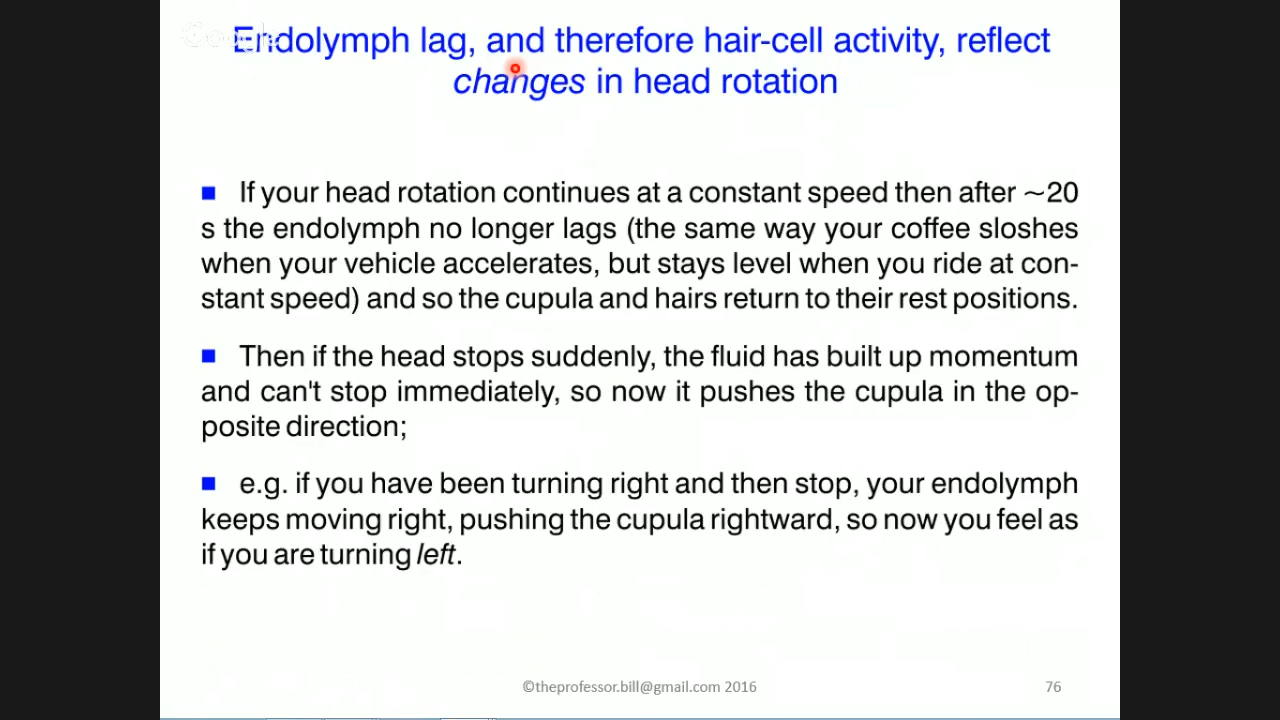 Google
Endolymph lag, and therefore hair-cell activity, reflect
changes in head rotation
■ If your head rotation continues at a constant speed then after ~20
s the endolymph no longer lags (the same way your coffee sloshes
when your vehicle accelerates, but stays level when you ride at con-
stant speed) and so the cupula and hairs return to their rest positions.
■ Then if the head stops suddenly, the fluid has built up momentum
and can't stop immediately, so now it pushes the cupula in the op-
posite direction;
■ e.g. if you have been turning right and then stop, your endolymph
keeps moving right, pushing the cupula rightward, so now you feel as
if you are turning left.
©theprofessor.bill@gmail.com 2016
76